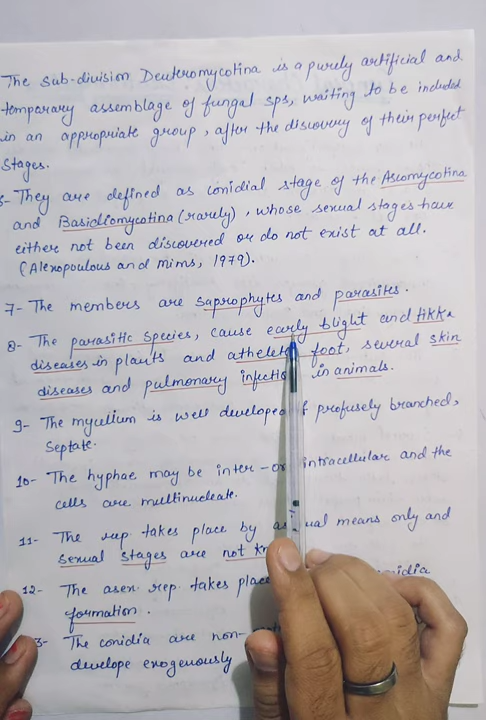 The sub-division Deuteromycotina is a purely artificial and
temporary assemblage of fungal sps, waiting to be included
in an appropriate group, after the discovery of their perfect
stages.
They are defined as conidial stage of the Ascomycotina
and Basidiomycotina (rarely), whose sexual stages have
either not been discovered or do not exist at all.
(Alexopoulous and mims, 1979).
7- The members are saprophytes and parasites.
8- The parasitic species, cause early blight and tikka
diseases in plants and athelets foot, several skin
diseases and pulmonary in animals.
9- The mycelium is well profusely branched,
septate.
10- The hyphae may be inter-or intracellular and the
cells are multinucleate.
11- The rep takes place by means only and
sexual stages are not
12- The asex rep takes
formation.
3- The conidia are non-
develope exogenously